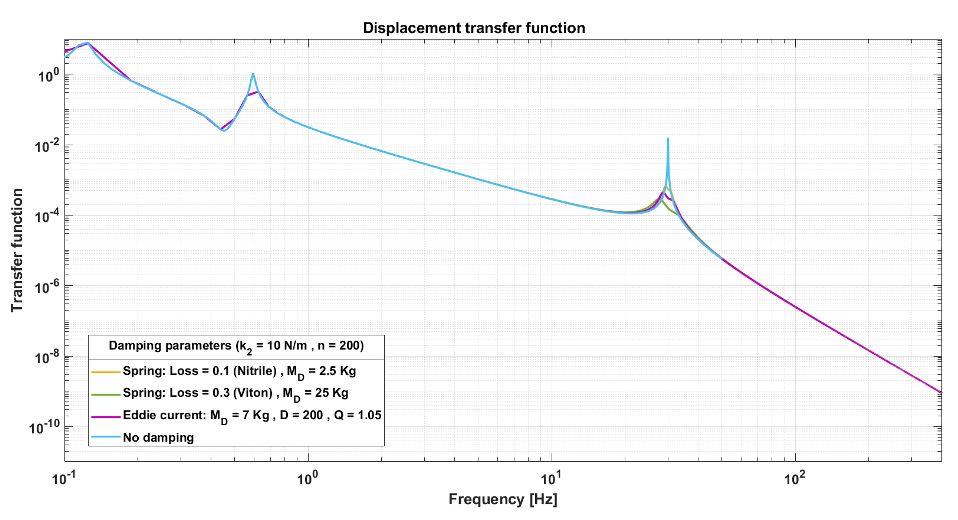 Displacement transfer function
Transfer function
10^0
10^-2
10^-4
10^-6
10^-8
10^-10
Damping parameters (k_2 = 10 N/m , n = 200)
Spring: Loss = 0.1 (Nitrile) , M_D = 2.5 Kg
Spring: Loss = 0.3 (Viton) , M_D = 25 Kg
Eddie current: M_D = 7 Kg , D = 200 , Q = 1.05
No damping
10^-1 10^0 10^1 10^2
Frequency [Hz]